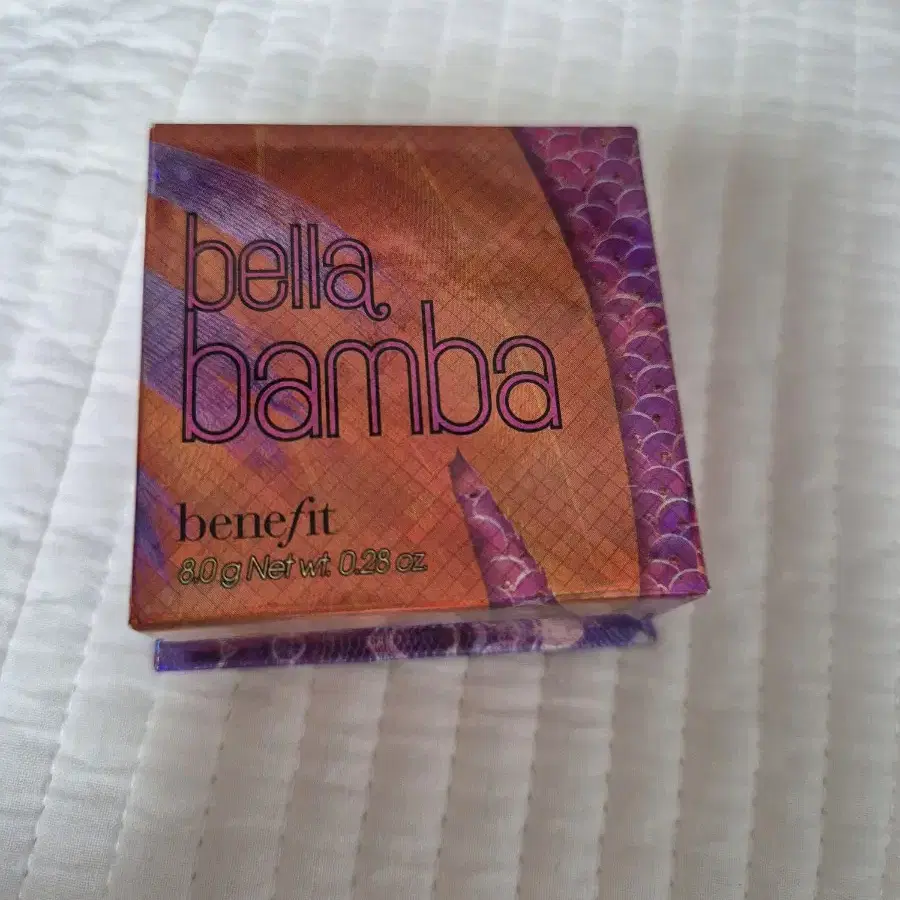 bella
bamba
benefit
8.0 g Net wt. 0.28 oz.